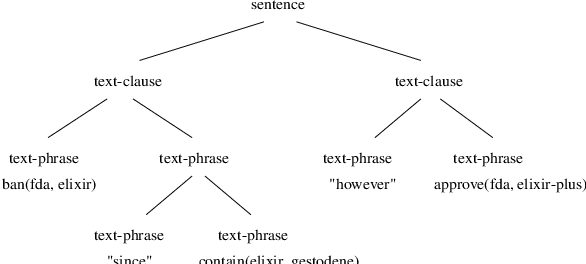 sentence
text-clause text-clause
text-phrase text-phrase text-phrase text-phrase
ban(fda, elixir) "however" approve(fda, elixir-plus)
text-phrase text-phrase
"since" contain(elixir, gestodene)